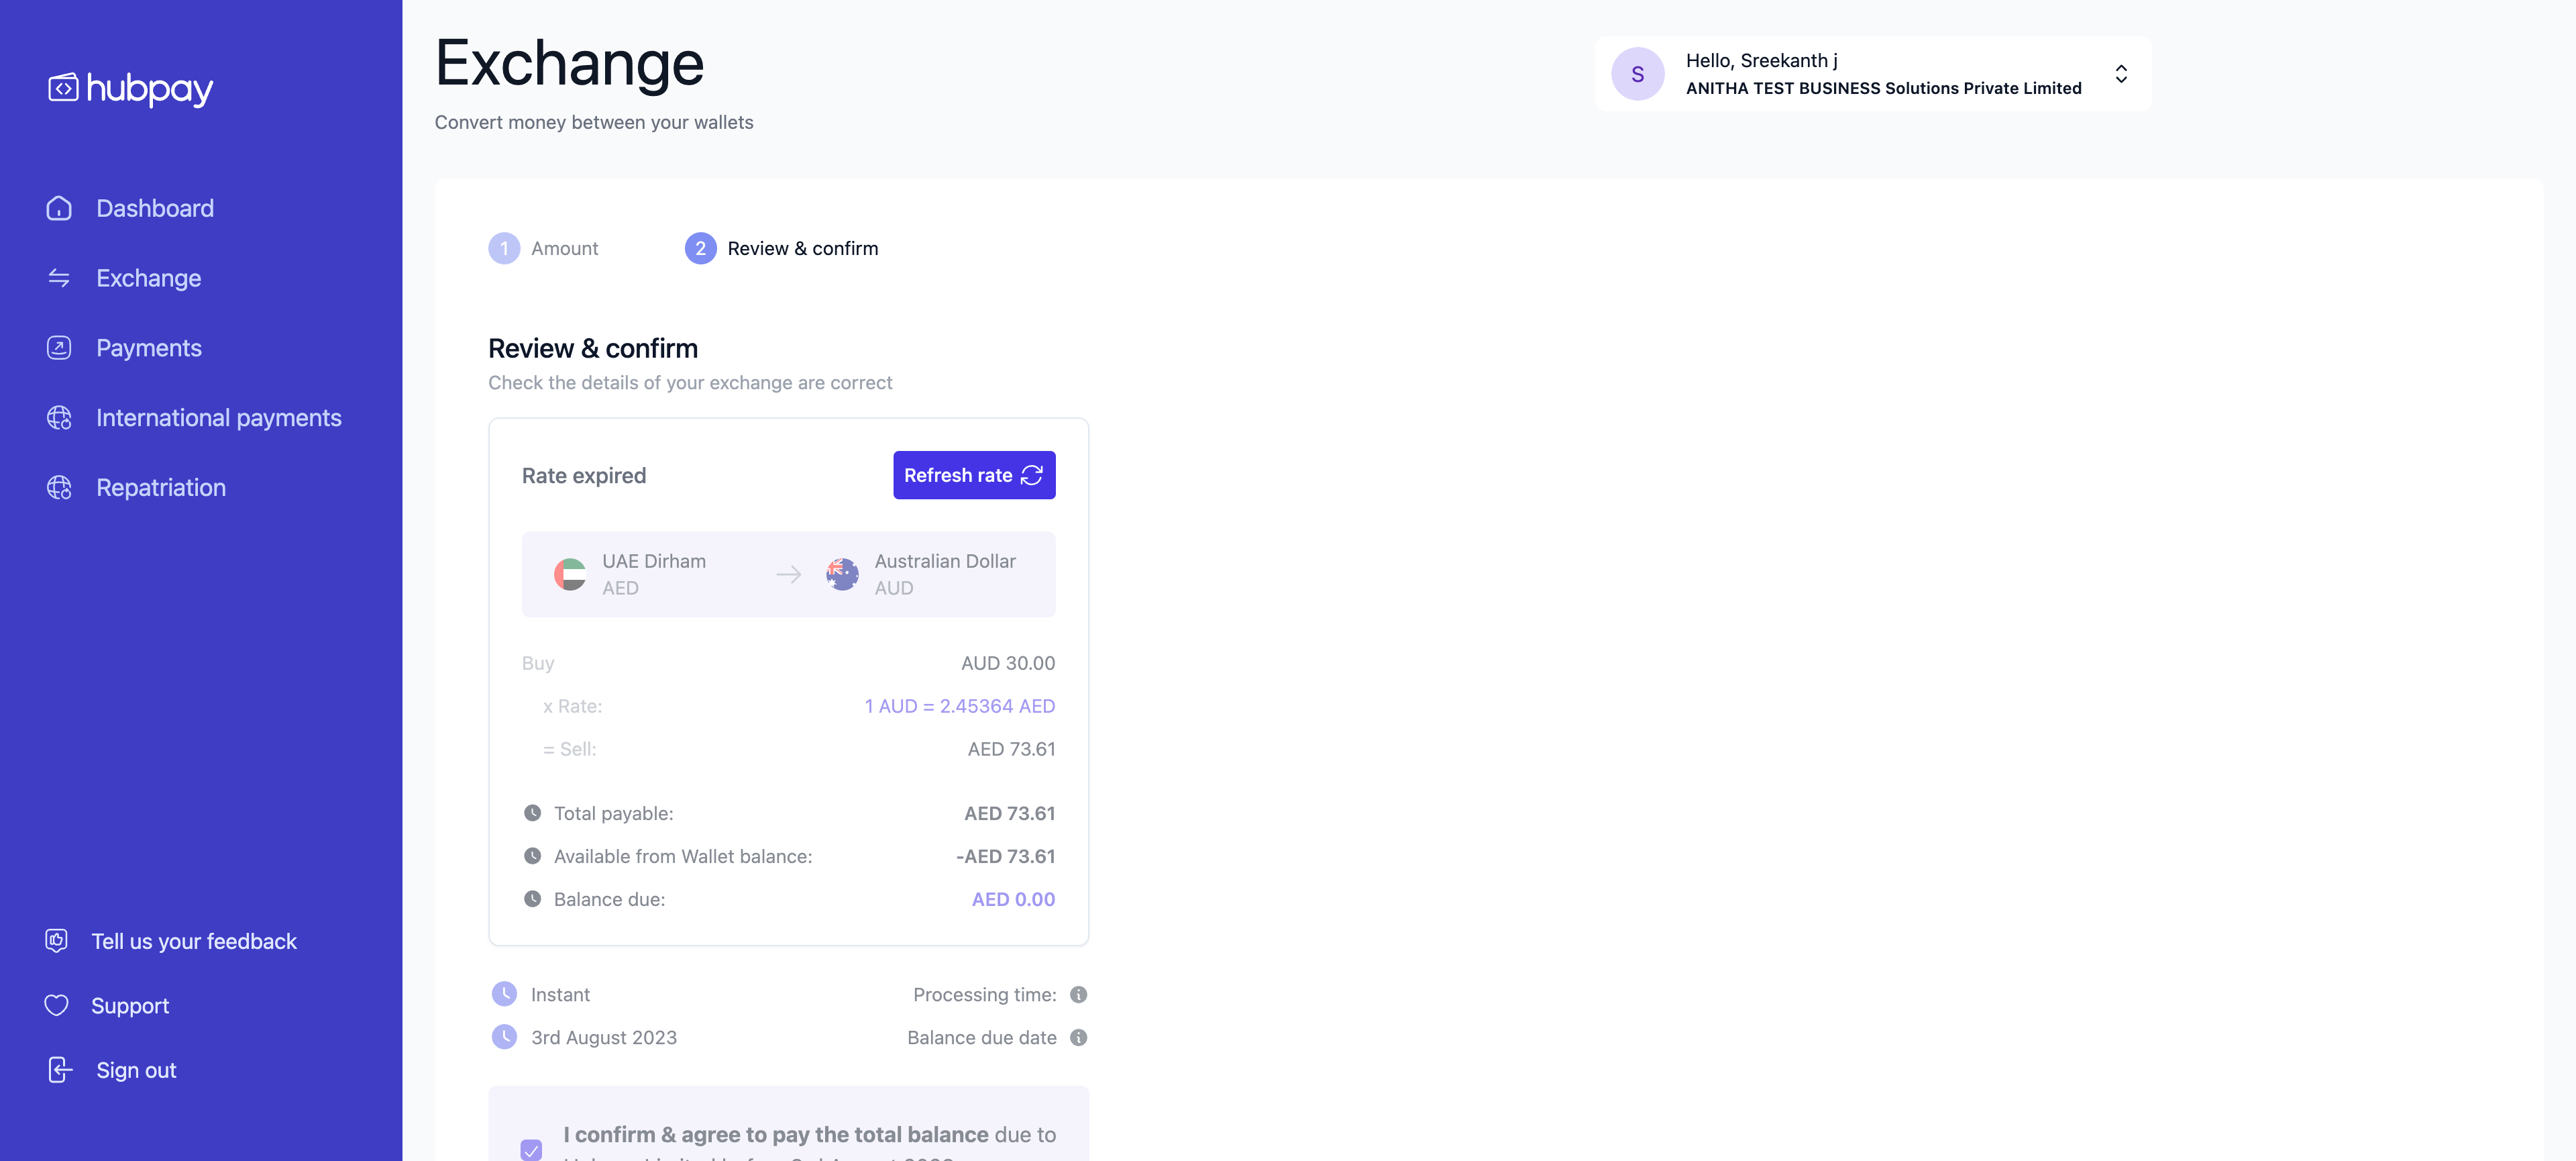 hubpay
Dashboard
Exchange
Payments
International payments
Repatriation
Tell us your feedback
Support
Sign out
Exchange
Convert money between your wallets
S
Hello, Sreekanth j
ANITHA TEST BUSINESS Solutions Private Limited
1 Amount
2 Review & confirm
Review & confirm
Check the details of your exchange are correct
Rate expired
Refresh rate
UAE Dirham
AED
Australian Dollar
AUD
Buy AUD 30.00
x Rate: 1 AUD = 2.45364 AED
= Sell: AED 73.61
Total payable: AED 73.61
Available from Wallet balance: -AED 73.61
Balance due: AED 0.00
Instant Processing time:
3rd August 2023 Balance due date
I confirm & agree to pay the total balance due to